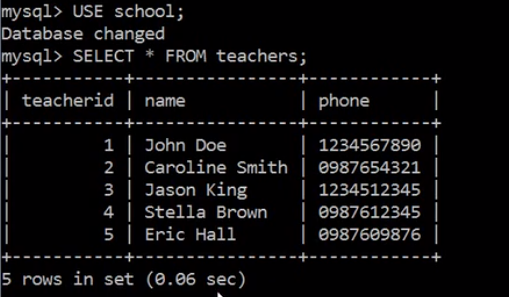 mysql> USE school;
Database changed
mysql> SELECT * FROM teachers;
+-----------+----------------+------------+
| teacherid | name           | phone      |
+-----------+----------------+------------+
|         1 | John Doe       | 1234567890 |
|         2 | Caroline Smith | 0987654321 |
|         3 | Jason King     | 1234512345 |
|         4 | Stella Brown   | 0987612345 |
|         5 | Eric Hall      | 0987609876 |
+-----------+----------------+------------+
5 rows in set (0.06 sec)